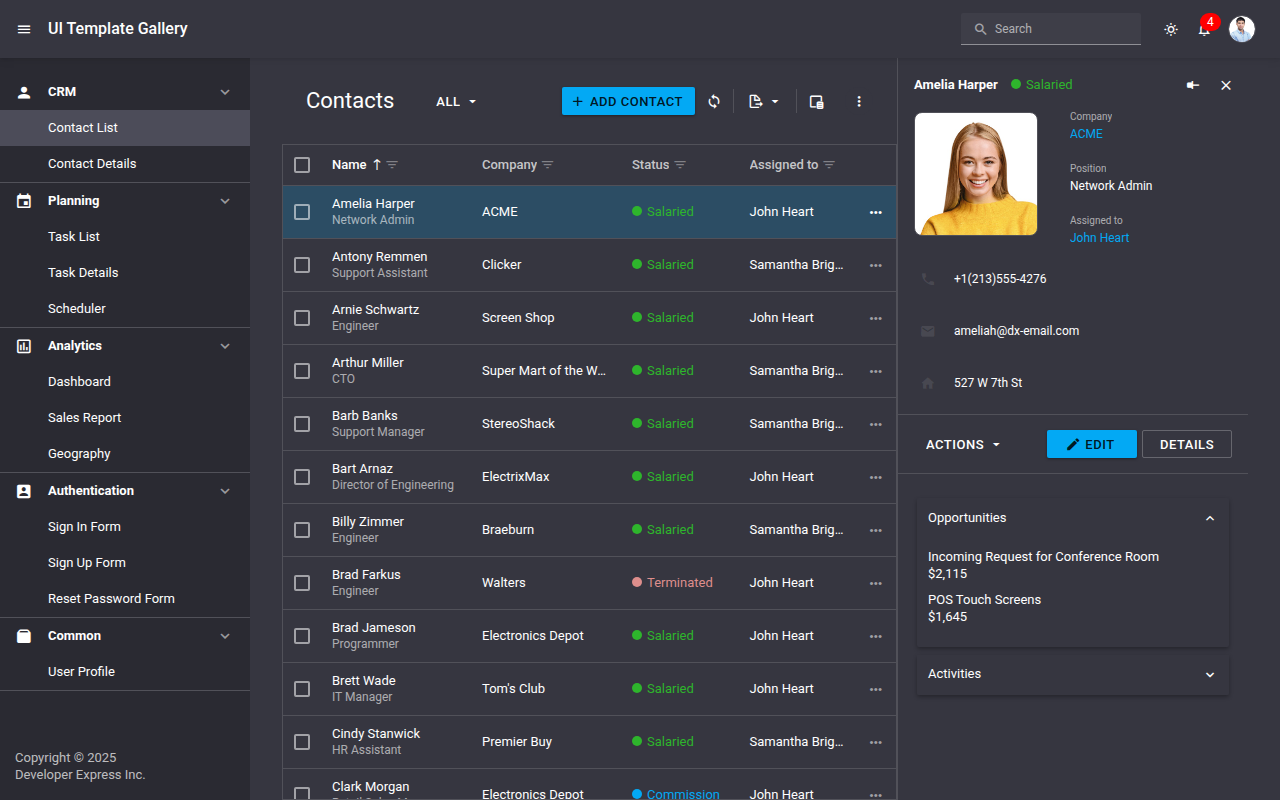 UI Template Gallery
Search
4
CRM
Contact List
Contact Details
Planning
Task List
Task Details
Scheduler
Analytics
Dashboard
Sales Report
Geography
Authentication
Sign In Form
Sign Up Form
Reset Password Form
Common
User Profile
Copyright © 2025
Developer Express Inc.
Contacts
ALL
ADD CONTACT
Name Company Status Assigned to
Amelia Harper
Network Admin
ACME Salaried John Heart
Antony Remmen
Support Assistant
Clicker Salaried Samantha Brig...
Arnie Schwartz
Engineer
Screen Shop Salaried John Heart
Arthur Miller
CTO
Super Mart of the W... Salaried Samantha Brig...
Barb Banks
Support Manager
StereoShack Salaried Samantha Brig...
Bart Arnaz
Director of Engineering
ElectrixMax Salaried John Heart
Billy Zimmer
Engineer
Braeburn Salaried Samantha Brig...
Brad Farkus
Engineer
Walters Terminated John Heart
Brad Jameson
Programmer
Electronics Depot Salaried John Heart
Brett Wade
IT Manager
Tom's Club Salaried John Heart
Cindy Stanwick
HR Assistant
Premier Buy Salaried Samantha Brig...
Clark Morgan
Electronics Depot Commission John Heart
Amelia Harper Salaried
Company
ACME
Position
Network Admin
Assigned to
John Heart
+1(213)555-4276
ameliah@dx-email.com
527 W 7th St
ACTIONS
EDIT
DETAILS
Opportunities
Incoming Request for Conference Room
$2,115
POS Touch Screens
$1,645
Activities